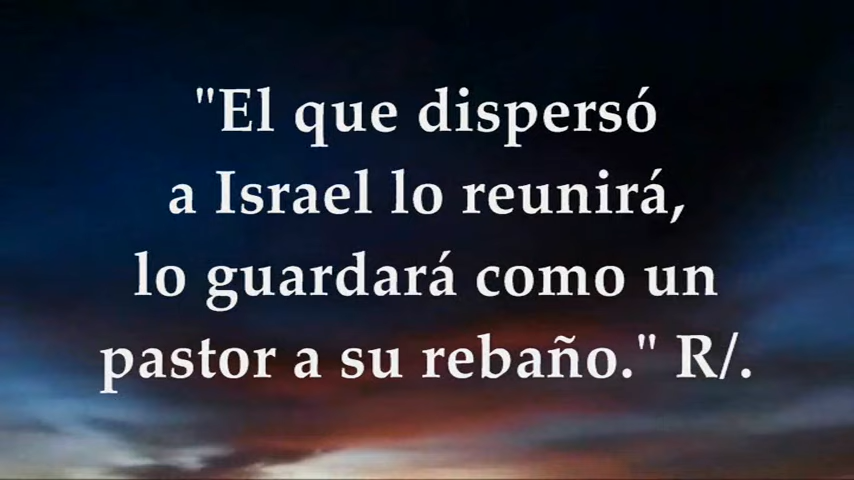 "El que dispersó
a Israel lo reunirá,
lo guardará como un
pastor a su rebaño." R/.